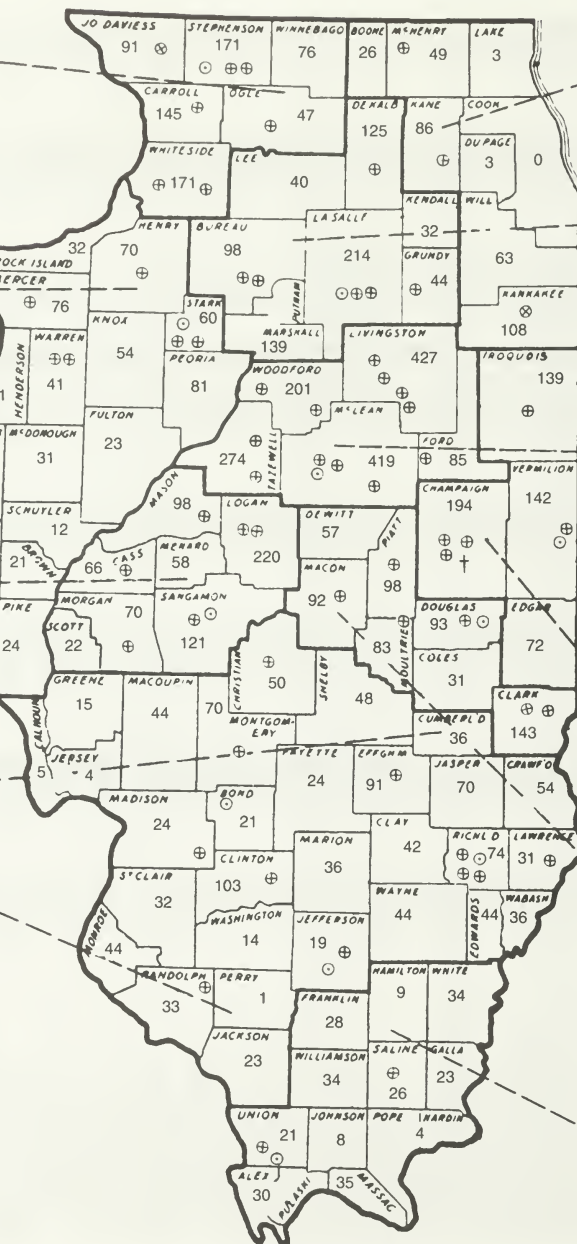 JO DAVIESS STEPHENSON WINNEBAGO BOONE McHENRY LAKE
91 171 76 26 49 3
CARROLL OGLE DEKALB KANE COOK
145 47 125 86 0
DU PAGE
3
WHITESIDE LEE
171 40
KENDALL WILL
32 63
HENRY BUREAU LASALLE
70 98 214
ROCK ISLAND
32
GRUNDY
44
MERCER
76
KANKAKEE
108
STARK
60
PUTNAM
KNOX
54
MARSHALL
139
LIVINGSTON
427
IROQUOIS
139
WARREN
41
HENDERSON
PEORIA
81
WOODFORD
201
McLEAN
419
FULTON
23
McDONOUGH
31
TAZEWELL
274
FORD
85
VERMILION
142
MASON
98
LOGAN
220
DEWITT
57
PIATT
98
CHAMPAIGN
194
SCHUYLER
12
BROWN
21
CASS
66
MENARD
58
MACON
92
PIKE
24
MORGAN
70
SANGAMON
121
SCOTT
22
DOUGLAS
93
EDGAR
72
MOULTRIE
83
CHRISTIAN
50
SHELBY
48
COLES
31
GREENE
15
MACOUPIN
44
70
MONTGOM-
ERY
CUMBERL'D
36
CLARK
143
CALHOUN
5
JERSEY
4
FAYETTE
24
EFFGHM
91
JASPER
70
CRAWF'D
54
MADISON
24
BOND
21
CLAY
42
RICHL'D
74
LAWRENCE
31
CLINTON
103
MARION
36
ST CLAIR
32
WAYNE
44
EDWARDS
44
WABASH
36
WASHINGTON
14
JEFFERSON
19
MONROE
44
RANDOLPH
33
PERRY
1
HAMILTON WHITE
9 34
FRANKLIN
28
JACKSON
23
WILLIAMSON
34
SALINE
26
GALLA
23
UNION
21
JOHNSON
8
POPE HARDIN
4
ALEX
30
PULASKI
35
MASSAC